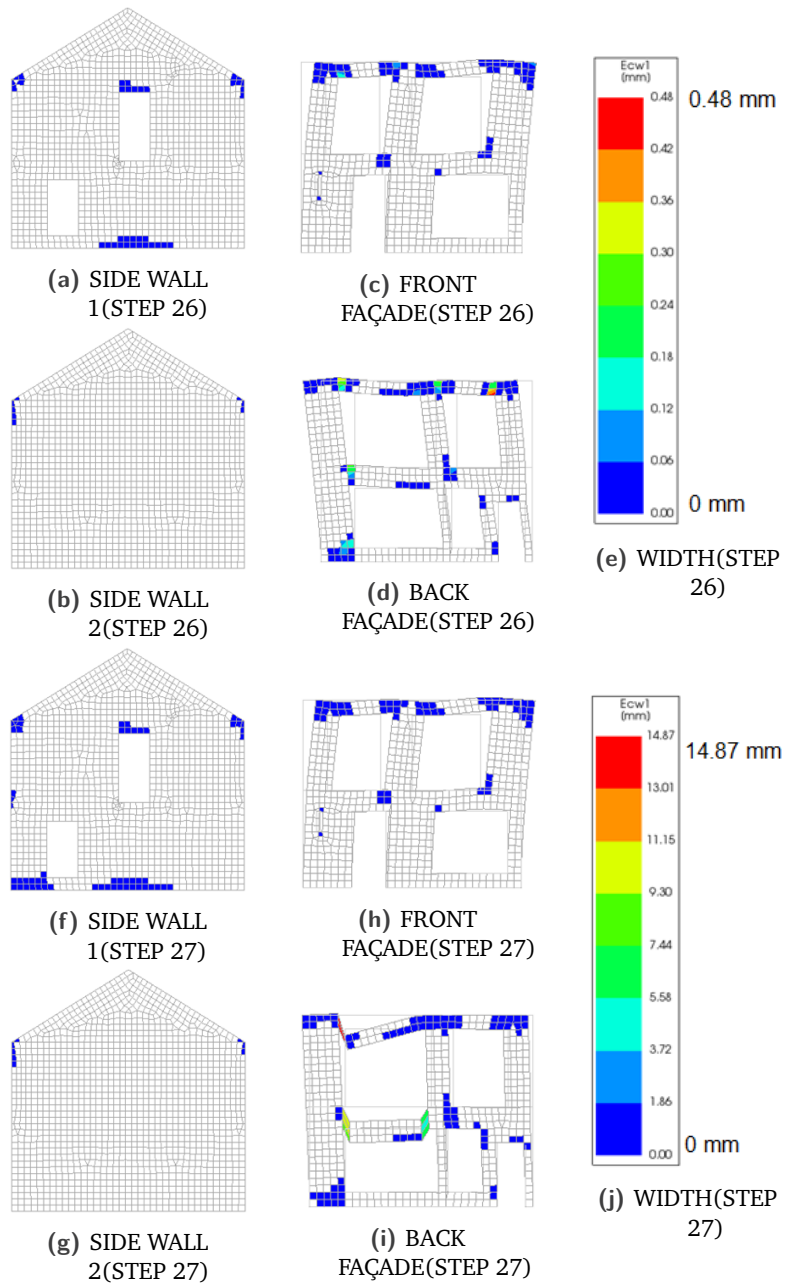 Ecw1
(mm)
0.48
0.48 mm
0.42
0.36
0.30
0.24
0.18
0.12
0.06
0.00
0 mm
(a) SIDE WALL
1(STEP 26)
(c) FRONT
FAÇADE(STEP 26)
(b) SIDE WALL
2(STEP 26)
(d) BACK
FAÇADE(STEP 26)
(e) WIDTH(STEP
26)
Ecw1
(mm)
14.87
14.87 mm
13.01
11.15
9.30
7.44
5.58
3.72
1.86
0.00
0 mm
(f) SIDE WALL
1(STEP 27)
(h) FRONT
FAÇADE(STEP 27)
(g) SIDE WALL
2(STEP 27)
(i) BACK
FAÇADE(STEP 27)
(j) WIDTH(STEP
27)